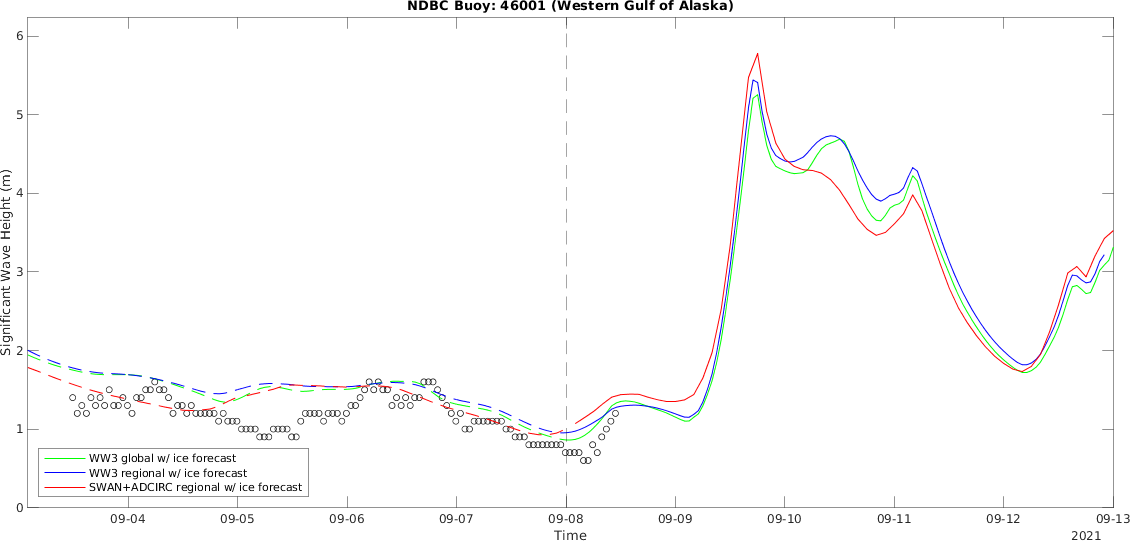 NDBC Buoy: 46001 (Western Gulf of Alaska)
6
5
4
3
2
1
0
Significant Wave Height (m)
WW3 global w/ ice forecast
WW3 regional w/ ice forecast
SWAN+ADCIRC regional w/ ice forecast
09-04 09-05 09-06 09-07 09-08 09-09 09-10 09-11 09-12 09-13
Time
2021